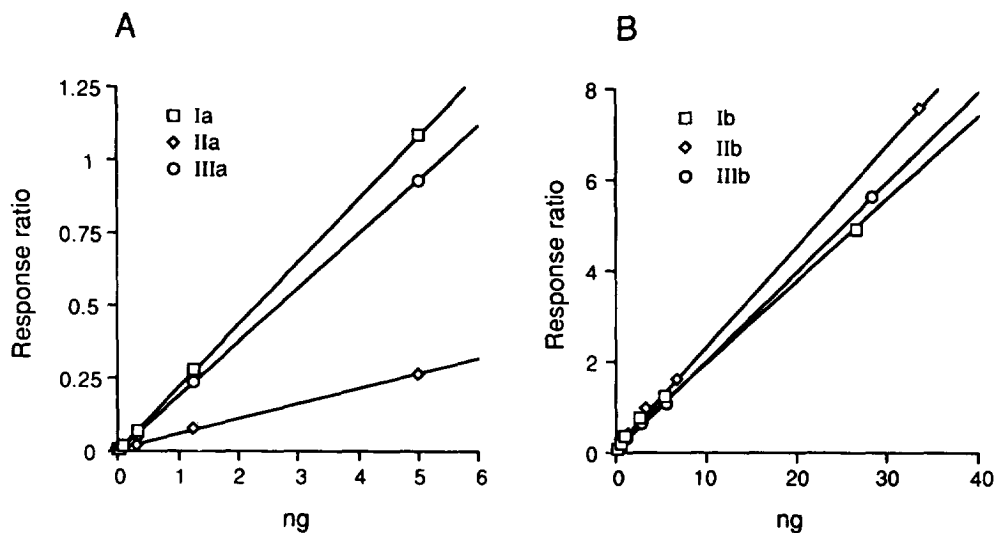 A
Response ratio
1.25
1
0.75
0.5
0.25
0
Ia
IIa
IIIa
0 1 2 3 4 5 6
ng
B
Response ratio
8
6
4
2
0
Ib
IIb
IIIb
0 10 20 30 40
ng